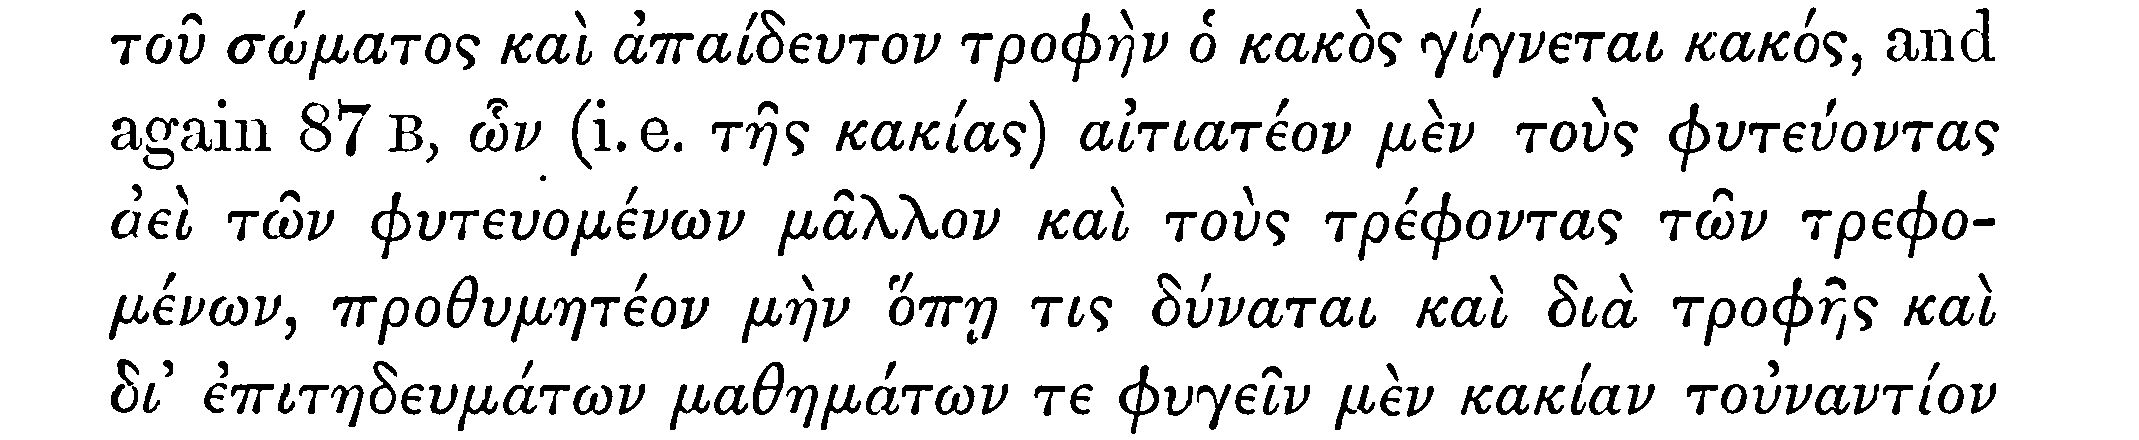 τοῦ σώματος καὶ ἀπαίδευτον τροφὴν ὁ κακὸς γίγνεται κακός, and
again 87 B, ὧν (i. e. τῆς κακίας) αἰτιατέον μὲν τοὺς φυτεύοντας
ἀεὶ τῶν φυτευομένων μᾶλλον καὶ τοὺς τρέφοντας τῶν τρεφο-
μένων, προθυμητέον μὴν ὅπῃ τις δύναται καὶ διὰ τροφῆς καὶ
δι’ ἐπιτηδευμάτων μαθημάτων τε φυγεῖν μὲν κακίαν τοὐναντίον